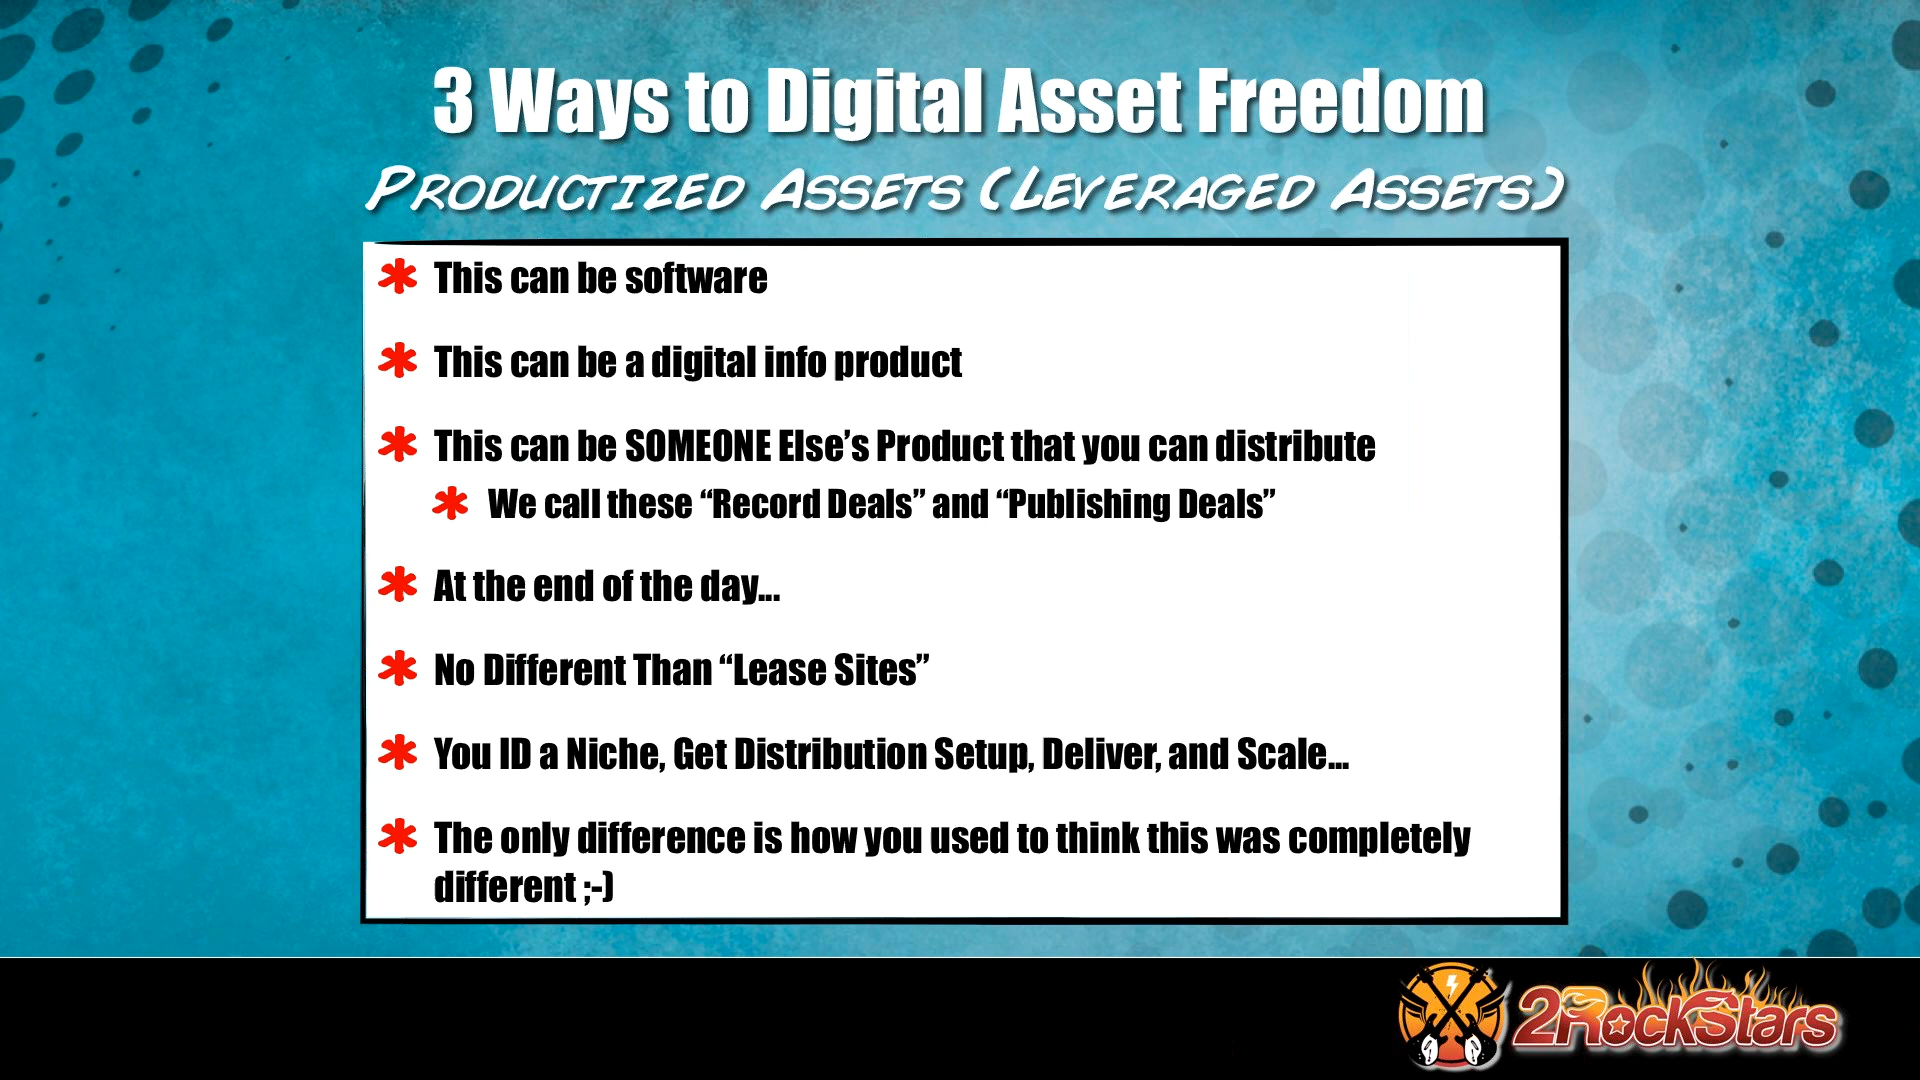 3 Ways to Digital Asset Freedom
Productized Assets (Leveraged Assets)
This can be software
This can be a digital info product
This can be SOMEONE Else’s Product that you can distribute
We call these “Record Deals” and “Publishing Deals”
At the end of the day...
No Different Than “Lease Sites”
You ID a Niche, Get Distribution Setup, Deliver, and Scale...
The only difference is how you used to think this was completely
different ;-)
2RockStars